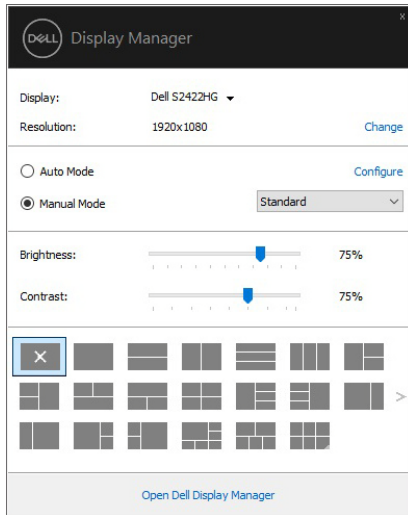 x
DELL Display Manager
Display: Dell S2422HG
Resolution: 1920x1080 Change
Auto Mode Configure
Manual Mode Standard
Brightness: 75%
Contrast: 75%
Open Dell Display Manager